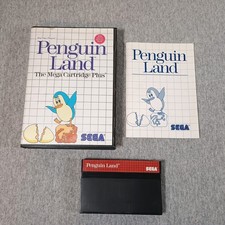 Penguin
Land
The Mega Cartridge Plus
SEGA
Penguin
Land
SEGA
Penguin Land
SEGA